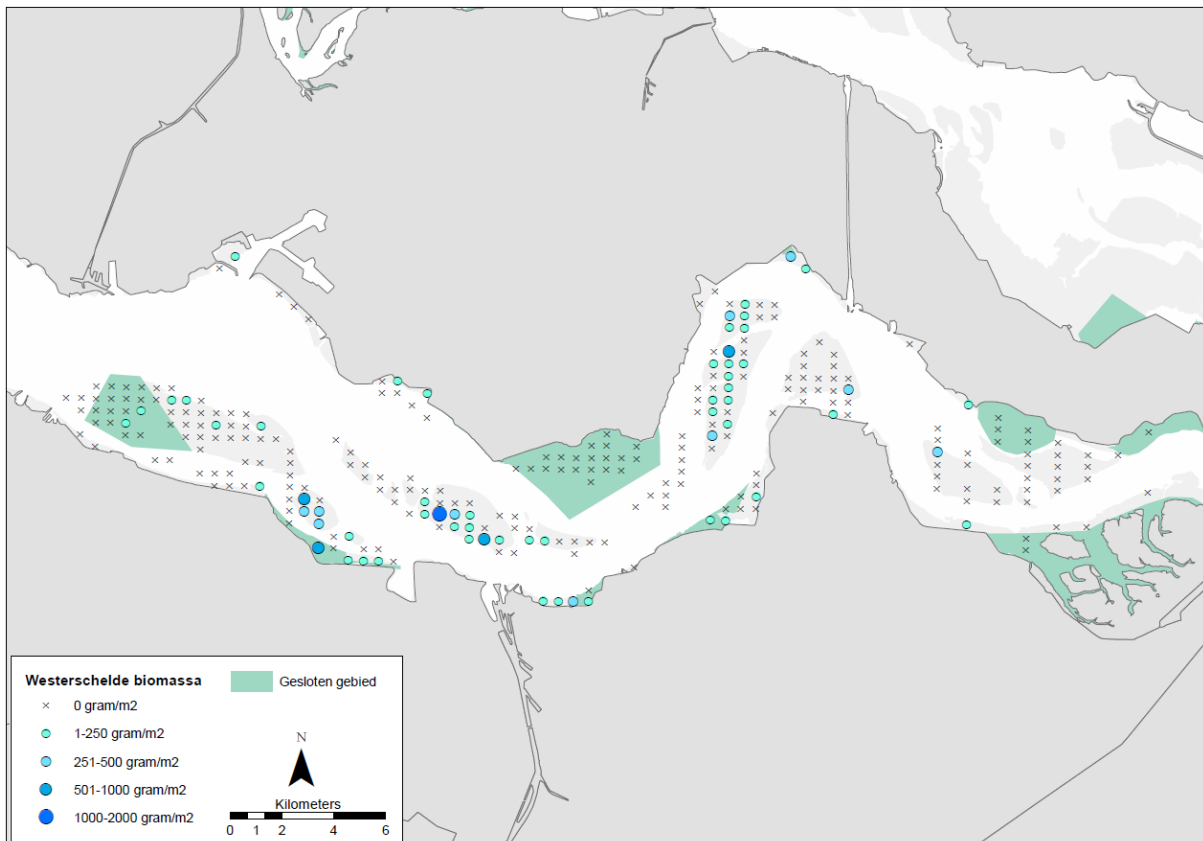 Westerschelde biomassa
0 gram/m2
1-250 gram/m2
251-500 gram/m2
501-1000 gram/m2
1000-2000 gram/m2
Gesloten gebied
N
Kilometers
0 1 2 4 6